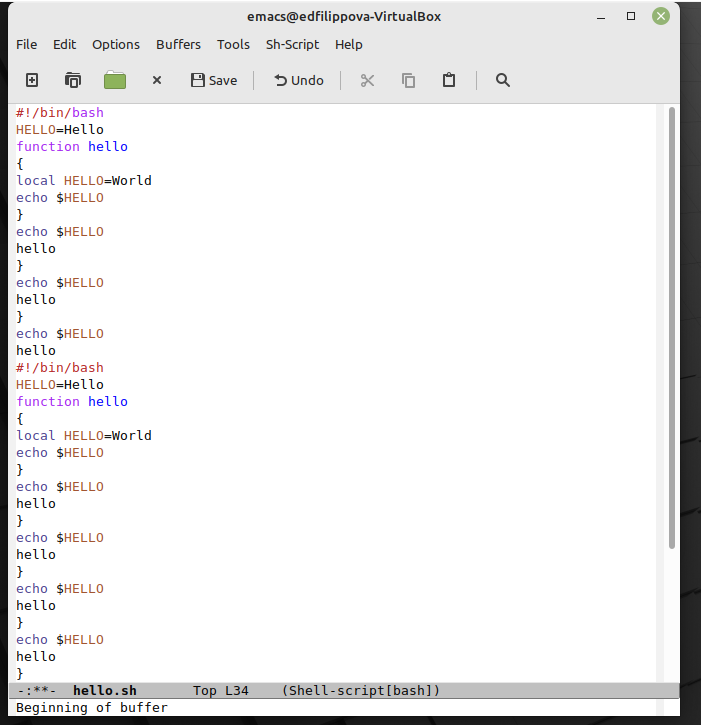 emacs@edfilippova-VirtualBox
File Edit Options Buffers Tools Sh-Script Help
Save Undo
#!/bin/bash
HELLO=Hello
function hello
{
local HELLO=World
echo $HELLO
}
echo $HELLO
hello
}
echo $HELLO
hello
}
echo $HELLO
hello
#!/bin/bash
HELLO=Hello
function hello
{
local HELLO=World
echo $HELLO
}
echo $HELLO
hello
}
echo $HELLO
hello
}
echo $HELLO
hello
}
echo $HELLO
hello
}
-:**- hello.sh Top L34 (Shell-script[bash])
Beginning of buffer